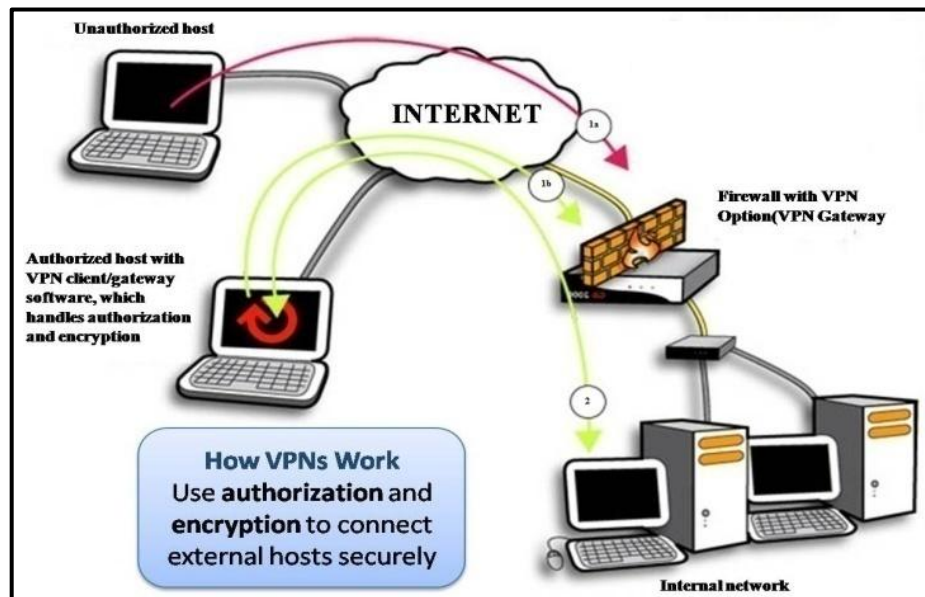 Unauthorized host
INTERNET
1a
1b
Firewall with VPN
Option(VPN Gateway
Authorized host with
VPN client/gateway
software, which
handles authorization
and encryption
2
How VPNs Work
Use authorization and
encryption to connect
external hosts securely
Internal network